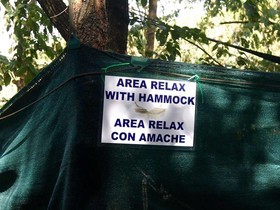 AREA RELAX
WITH HAMMOCK
AREA RELAX
CON AMACHE